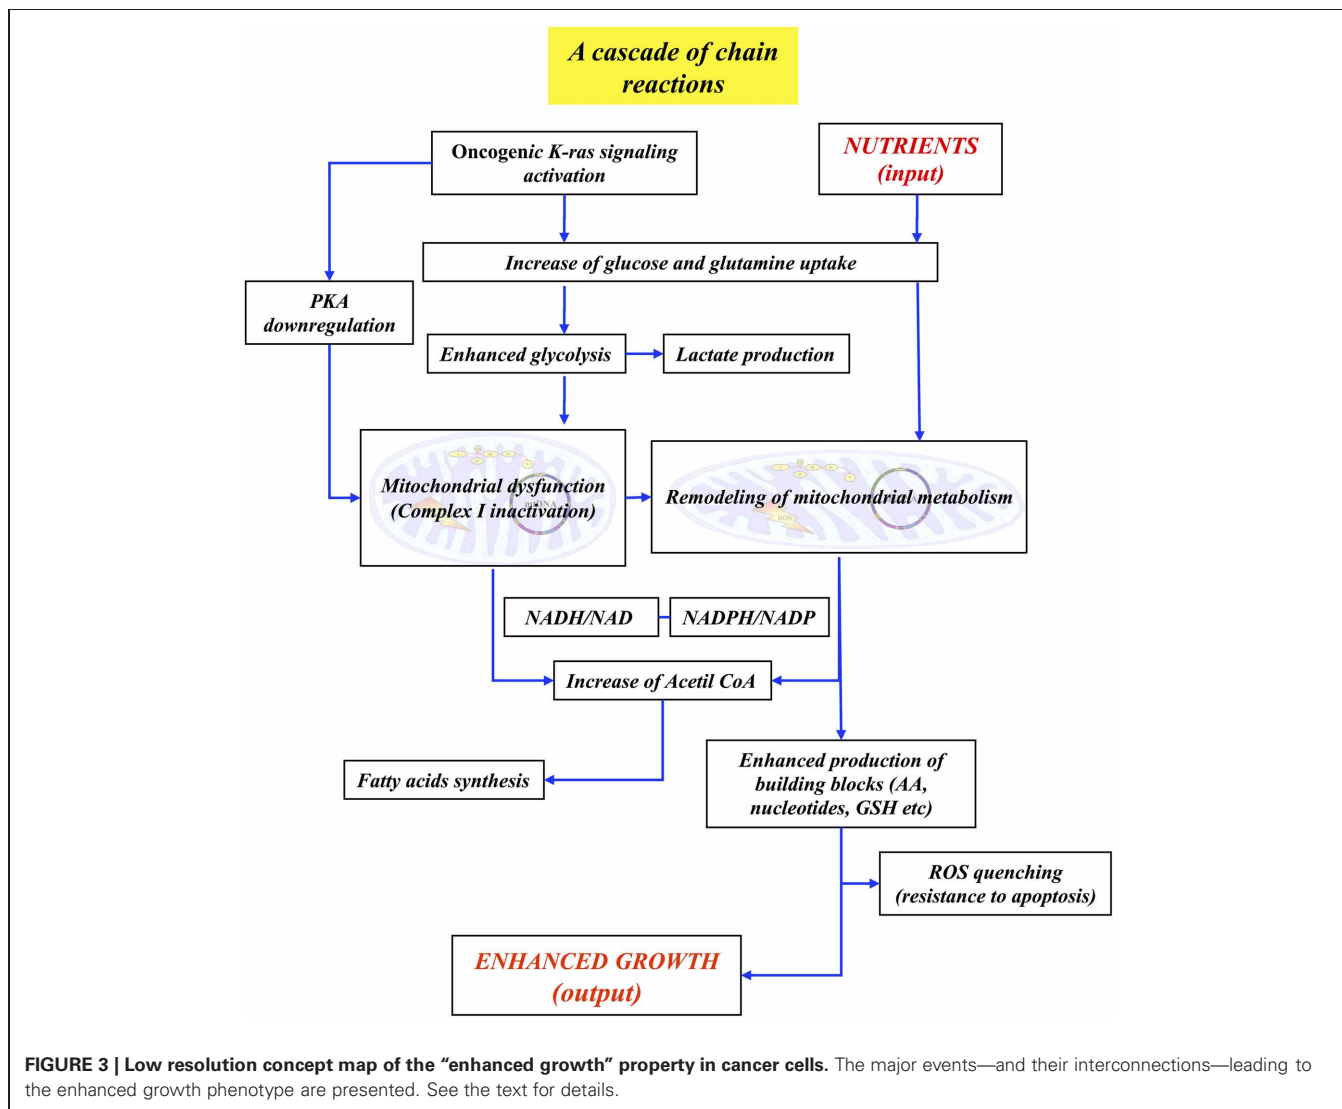 A cascade of chain
reactions
Oncogenic K-ras signaling
activation
NUTRIENTS
(input)
Increase of glucose and glutamine uptake
PKA
downregulation
Enhanced glycolysis
Lactate production
Mitochondrial dysfunction
(Complex I inactivation)
Remodeling of mitochondrial metabolism
ROS
NADH/NAD
NADPH/NADP
Increase of Acetil CoA
Fatty acids synthesis
Enhanced production of
building blocks (AA,
nucleotides, GSH etc)
ROS quenching
(resistance to apoptosis)
ENHANCED GROWTH
(output)
FIGURE 3 | Low resolution concept map of the “enhanced growth” property in cancer cells. The major events—and their interconnections—leading to
the enhanced growth phenotype are presented. See the text for details.